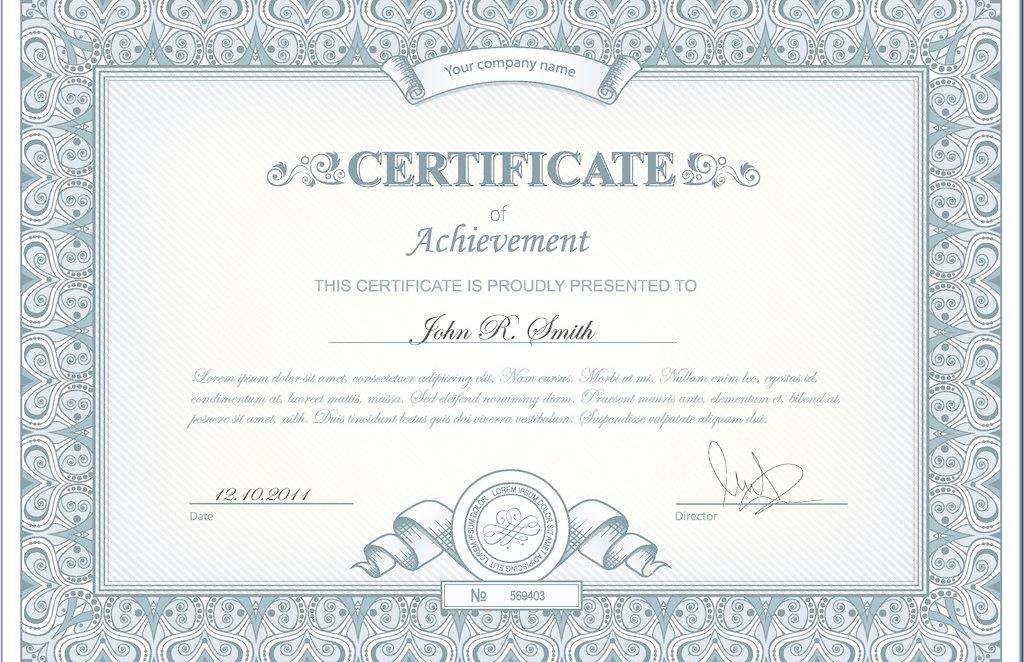 Your company name
CERTIFICATE
of
Achievement
THIS CERTIFICATE IS PROUDLY PRESENTED TO
John R. Smith
Lorem ipsum dolor sit amet, consectetuer adipiscing elit. Nam cursus. Morbi ut mi. Nullam enim leo, egestas id,
condimentum at, laoreet mattis, massa. Sed eleifend nonummy diam. Praesent mauris ante, elementum et, bibend at,
posuere sit amet, nibh. Duis tincidunt lectus quis dui viverra vestibulum. Suspendisse vulputate aliquam dui.
12.10.2011
Date
Director
LOREM IPSUM DOLOR SIT AMET ADIPISCING ELIT LOREM IPSUM DOLOR
№ 569403